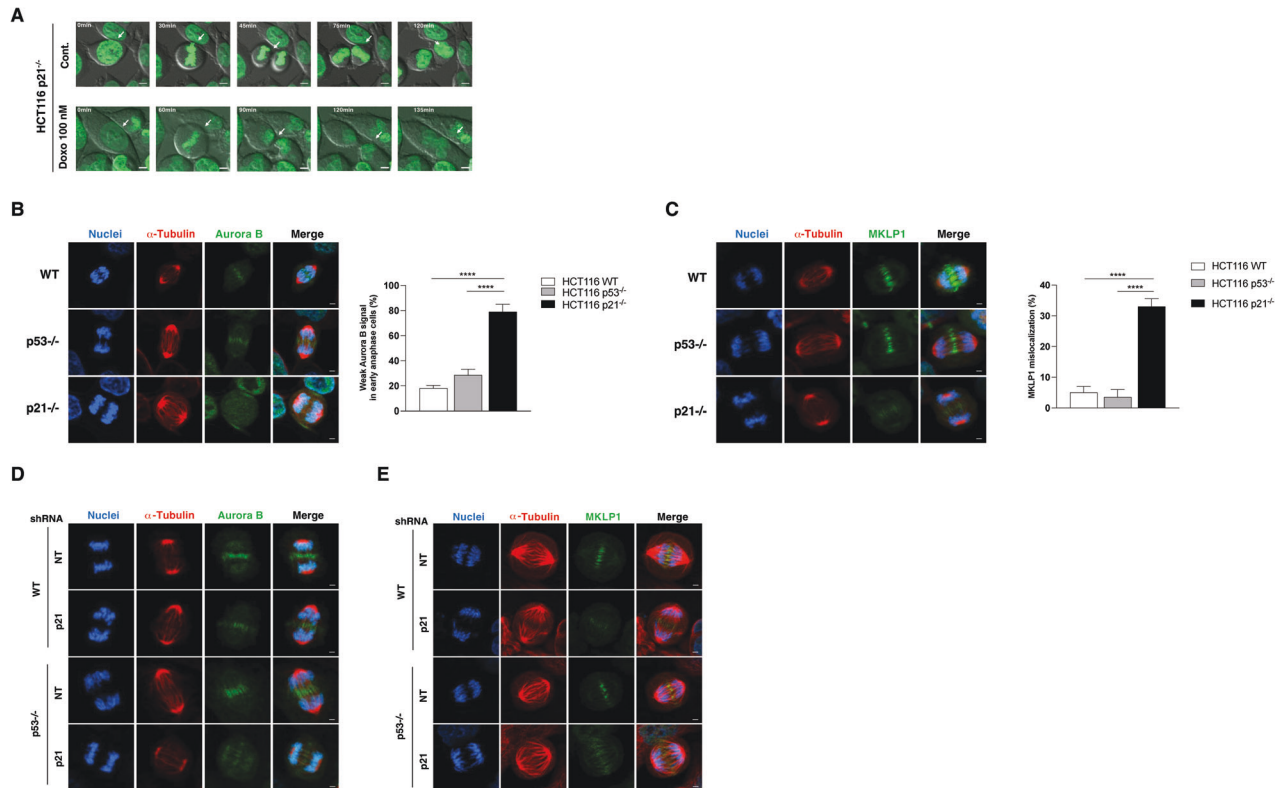 A
HCT116 p21-/-
Cont.
0min 30min 45min 75min 120min
Doxo 100 nM
0min 60min 90min 120min 135min
B
Nuclei α-Tubulin Aurora B Merge
WT
p53-/-
p21-/-
Weak Aurora B signal
in early anaphase cells (%)
100
80
60
40
20
0
****
****
HCT116 WT
HCT116 p53-/-
HCT116 p21-/-
C
Nuclei α-Tubulin MKLP1 Merge
WT
p53-/-
p21-/-
MKLP1 mislocalization (%)
40
30
20
10
0
****
****
HCT116 WT
HCT116 p53-/-
HCT116 p21-/-
D
shRNA Nuclei α-Tubulin Aurora B Merge
WT
NT
p21
p53-/-
NT
p21
E
shRNA Nuclei α-Tubulin MKLP1 Merge
WT
NT
p21
p53-/-
NT
p21